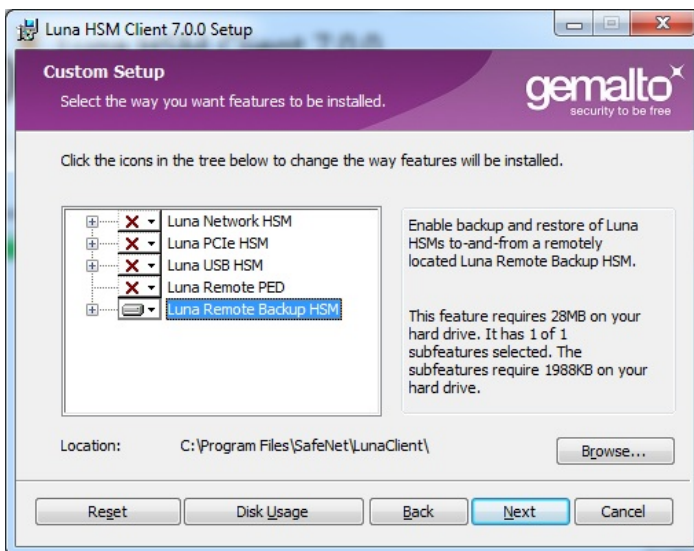 Luna HSM Client 7.0.0 Setup
Custom Setup
Select the way you want features to be installed.
gemalto
security to be free
Click the icons in the tree below to change the way features will be installed.
Luna Network HSM
Luna PCIe HSM
Luna USB HSM
Luna Remote PED
Luna Remote Backup HSM
Enable backup and restore of Luna
HSMs to-and-from a remotely
located Luna Remote Backup HSM.
This feature requires 28MB on your
hard drive. It has 1 of 1
subfeatures selected. The
subfeatures require 1988KB on your
hard drive.
Location: C:\Program Files\SafeNet\LunaClient\
Browse...
Reset Disk Usage Back Next Cancel